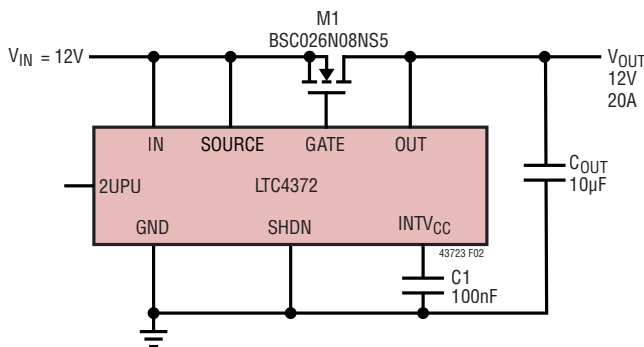 M1
BSC026N08NS5
VIN = 12V
VOUT
12V
20A
IN SOURCE GATE OUT
2UPU
LTC4372
COUT
10µF
GND SHDN INTVCC
43723 F02
C1
100nF